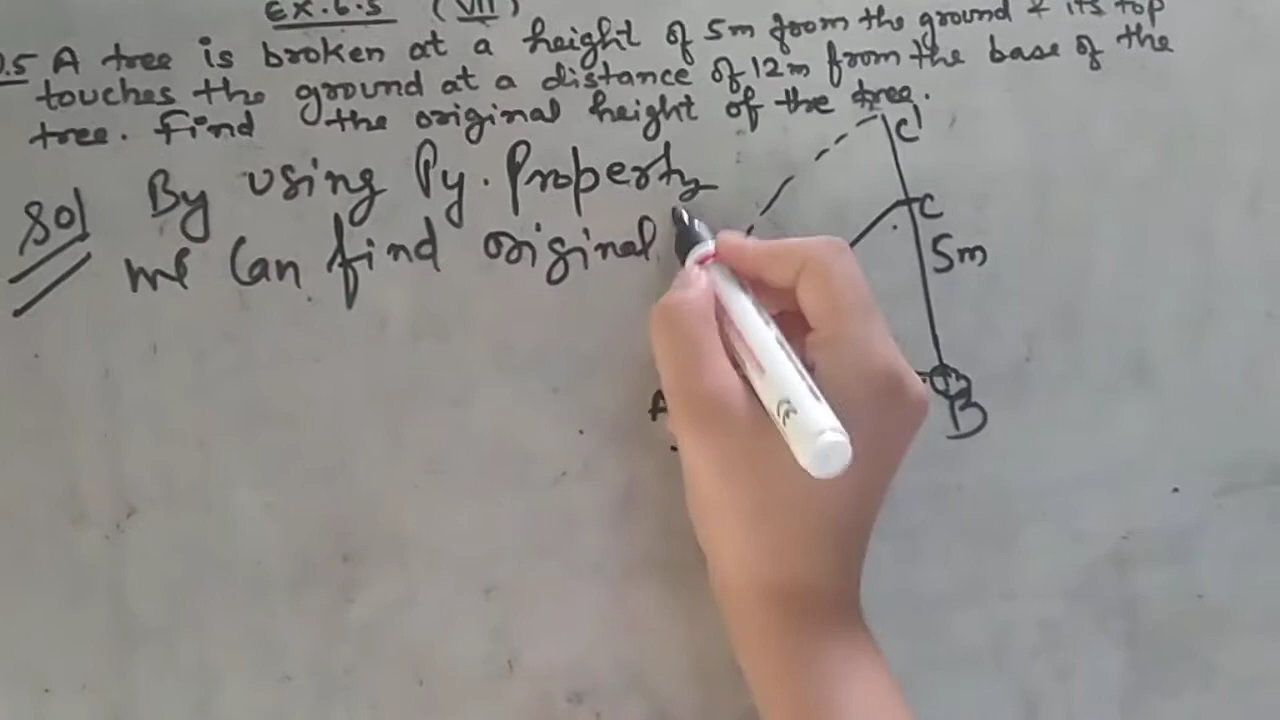 Ex.6.5 (VII)
Q.5 A tree is broken at a height of 5m from the ground & its top
touches the ground at a distance of 12m from the base of the
tree. Find the original height of the tree.
Sol By using Py. Property
we Can find original
C'
C
5m
A
B